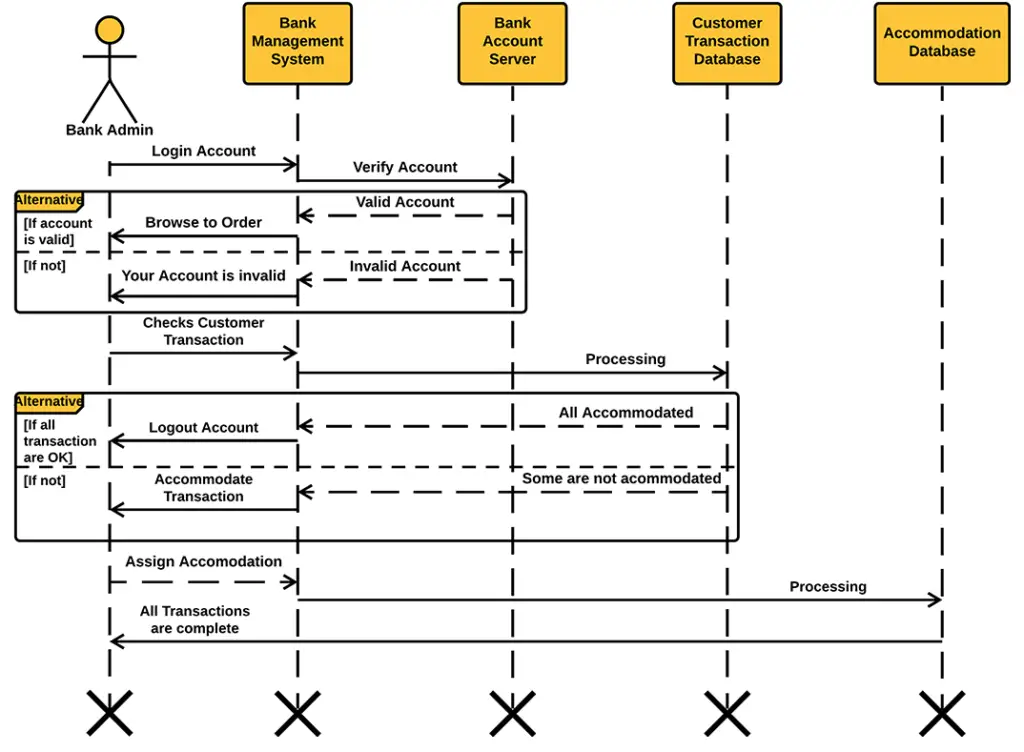 Bank
Management
System
Bank
Account
Server
Customer
Transaction
Database
Accommodation
Database
Bank Admin
Login Account
Verify Account
Alternative
[If account
is valid]
Valid Account
Browse to Order
[If not]
Invalid Account
Your Account is invalid
Checks Customer
Transaction
Processing
Alternative
[If all
transaction
are OK]
All Accommodated
Logout Account
[If not]
Some are not acommodated
Accommodate
Transaction
Assign Accomodation
Processing
All Transactions
are complete